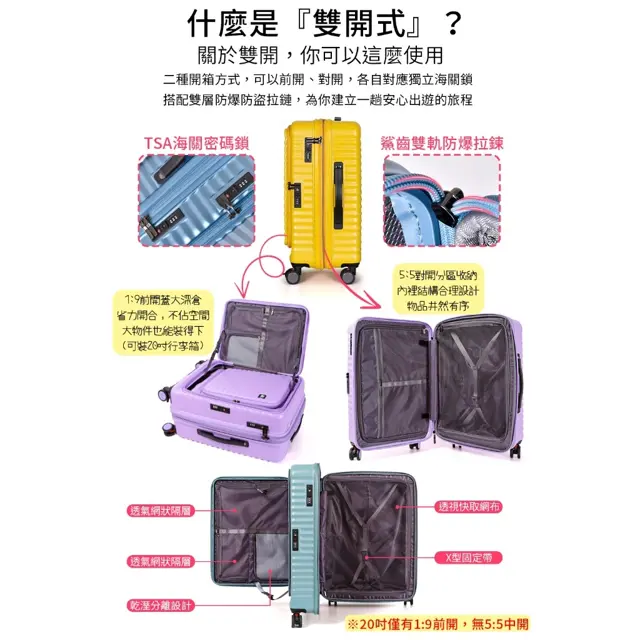 什麼是『雙開式』？
關於雙開，你可以這麼使用
二種開箱方式，可以前開、對開，各自對應獨立海關鎖
搭配雙層防爆防盜拉鏈，為你建立一趟安心出遊的旅程
TSA海關密碼鎖
鯊齒雙軌防爆拉鍊
1:9前開蓋大深倉
省力開合，不佔空間
大物件也能裝得下
(可裝20吋行李箱)
5:5對開分區收納
內裡結構合理設計
物品井然有序
透氣網狀隔層
透氣網狀隔層
乾溼分離設計
透視快取網布
X型固定帶
※20吋僅有1:9前開，無5:5中開